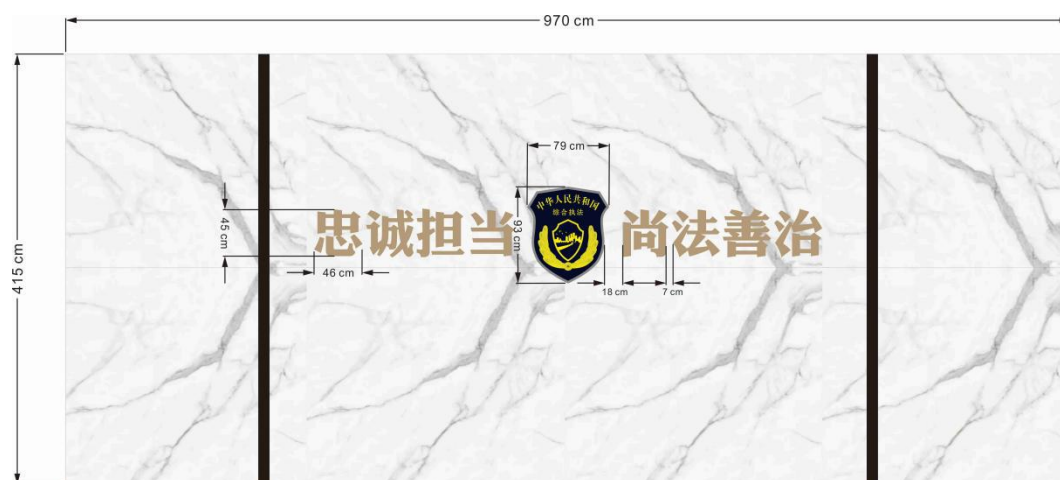 970 cm
79 cm
中华人民共和国
综合执法
忠诚担当
尚法善治
45 cm
93 cm
415 cm
46 cm
18 cm
7 cm